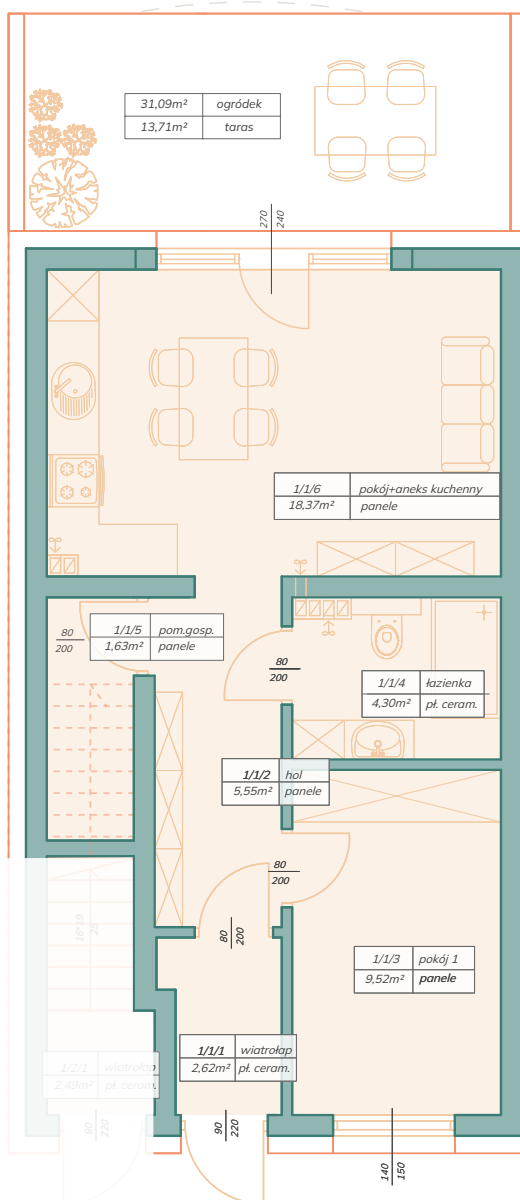 31,09m² ogródek
13,71m² taras
270
240
1/1/6 pokój+aneks kuchenny
18,37m² panele
1/1/5 pom.gosp.
1,63m² panele
80
200
80
200
1/1/4 łazienka
4,30m² pł. ceram.
1/1/2 hol
5,55m² panele
80
200
80
200
16*19
25
1/1/3 pokój 1
9,52m² panele
1/1/1 wiatrołap
2,62m² pł. ceram.
1/2/1 wiatrołap
2,49m² pł. ceram.
90
220
90
220
140
150